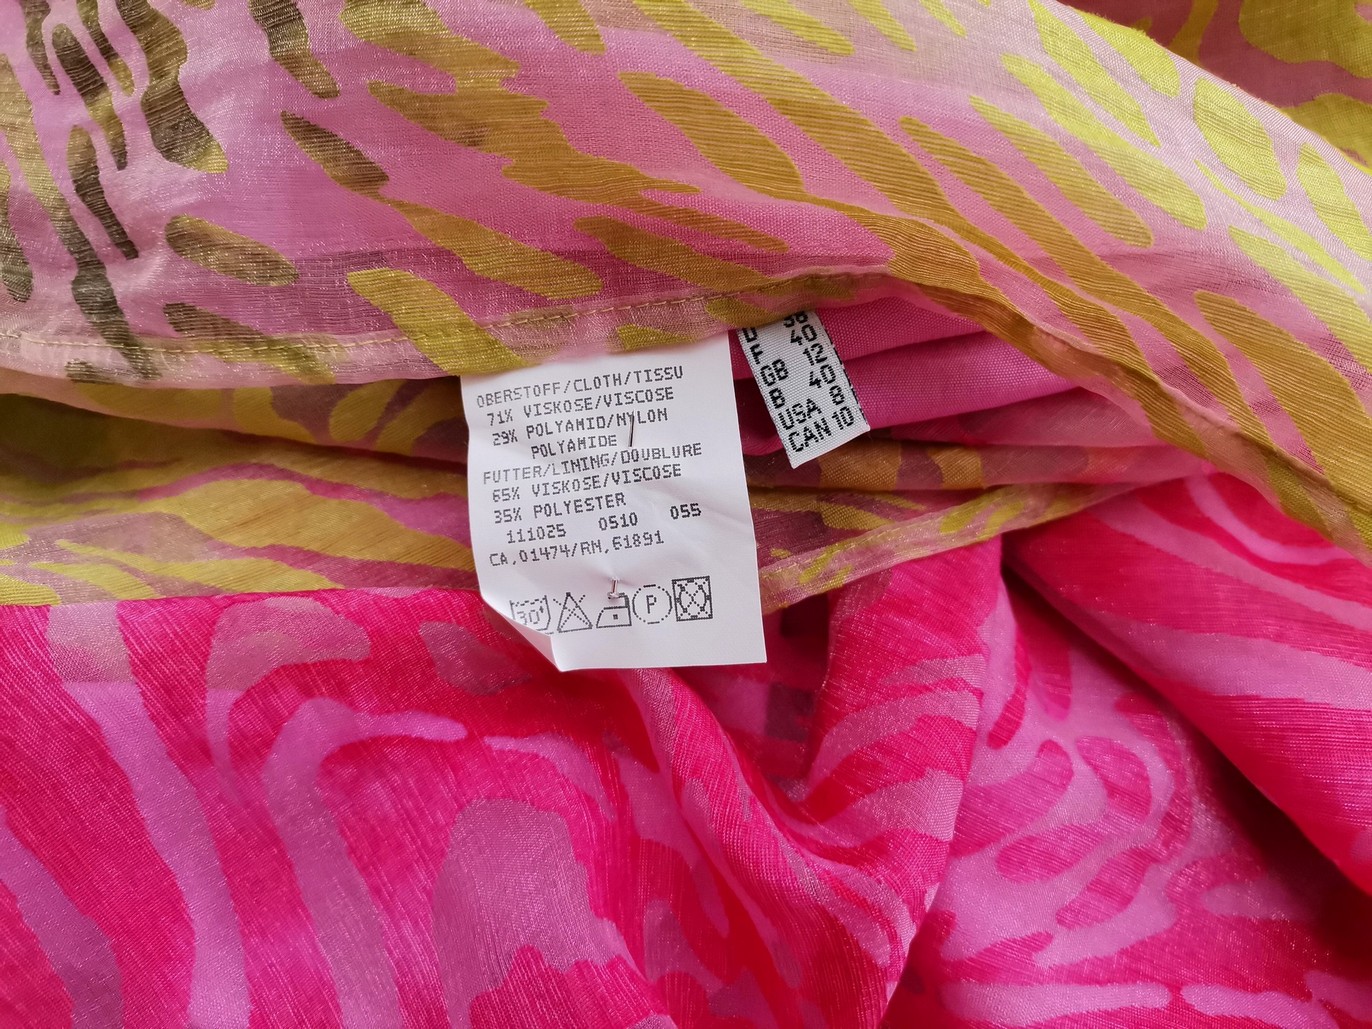 OBERSTOFF/CLOTH/TISSU
71% VISKOSE/VISCOSE
29% POLYAMID/NYLON
POLYAMIDE
FUTTER/LINING/DOUBLURE
65% VISKOSE/VISCOSE
35% POLYESTER
111025 0510 055
CA,01474/RN,61891
30° P
D 38
F 40
GB 12
B 40
USA 8
CAN 10